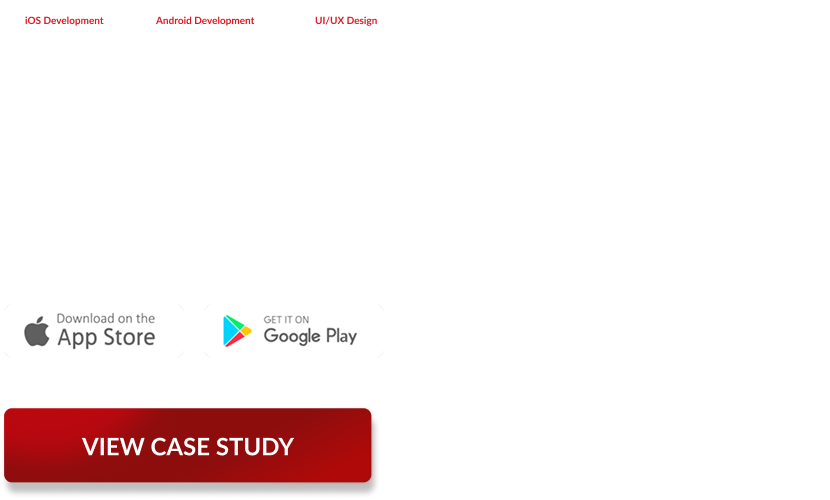 iOS Development Android Development UI/UX Design
Download on the
App Store
GET IT ON
Google Play
VIEW CASE STUDY